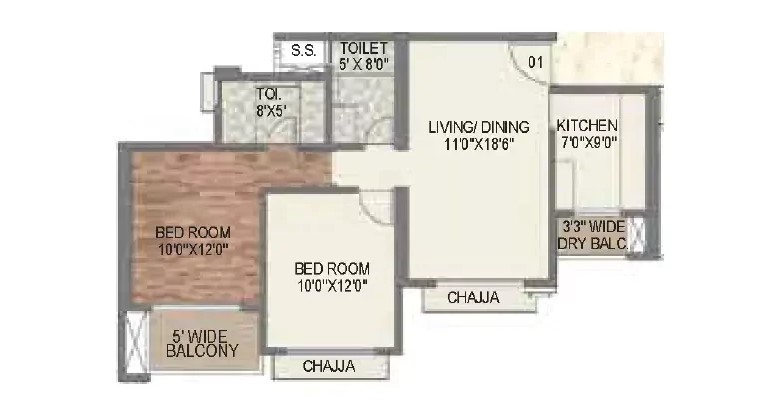 S.S.
TOILET
5' X 8'0"
01
TOI.
8'X5'
LIVING/ DINING
11'0"X18'6"
KITCHEN
7'0"X9'0"
BED ROOM
10'0"X12'0"
3'3" WIDE
DRY BALC.
BED ROOM
10'0"X12'0"
CHAJJA
5' WIDE
BALCONY
CHAJJA